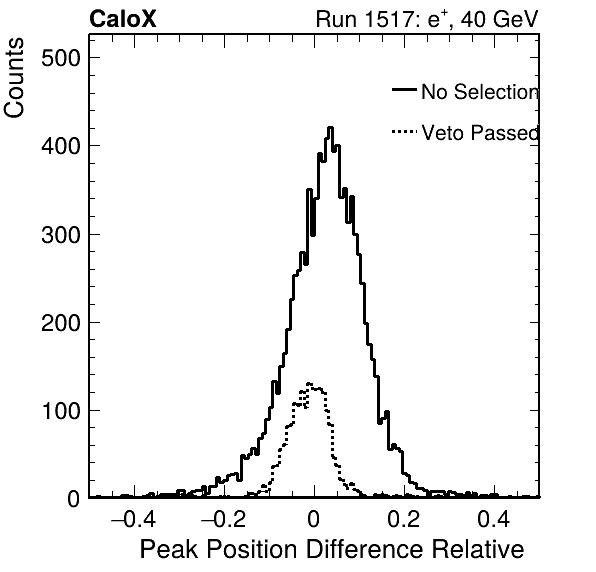 CaloX Run 1517: e⁺, 40 GeV
Counts
500
400
300
200
100
0
No Selection
Veto Passed
−0.4 −0.2 0 0.2 0.4
Peak Position Difference Relative